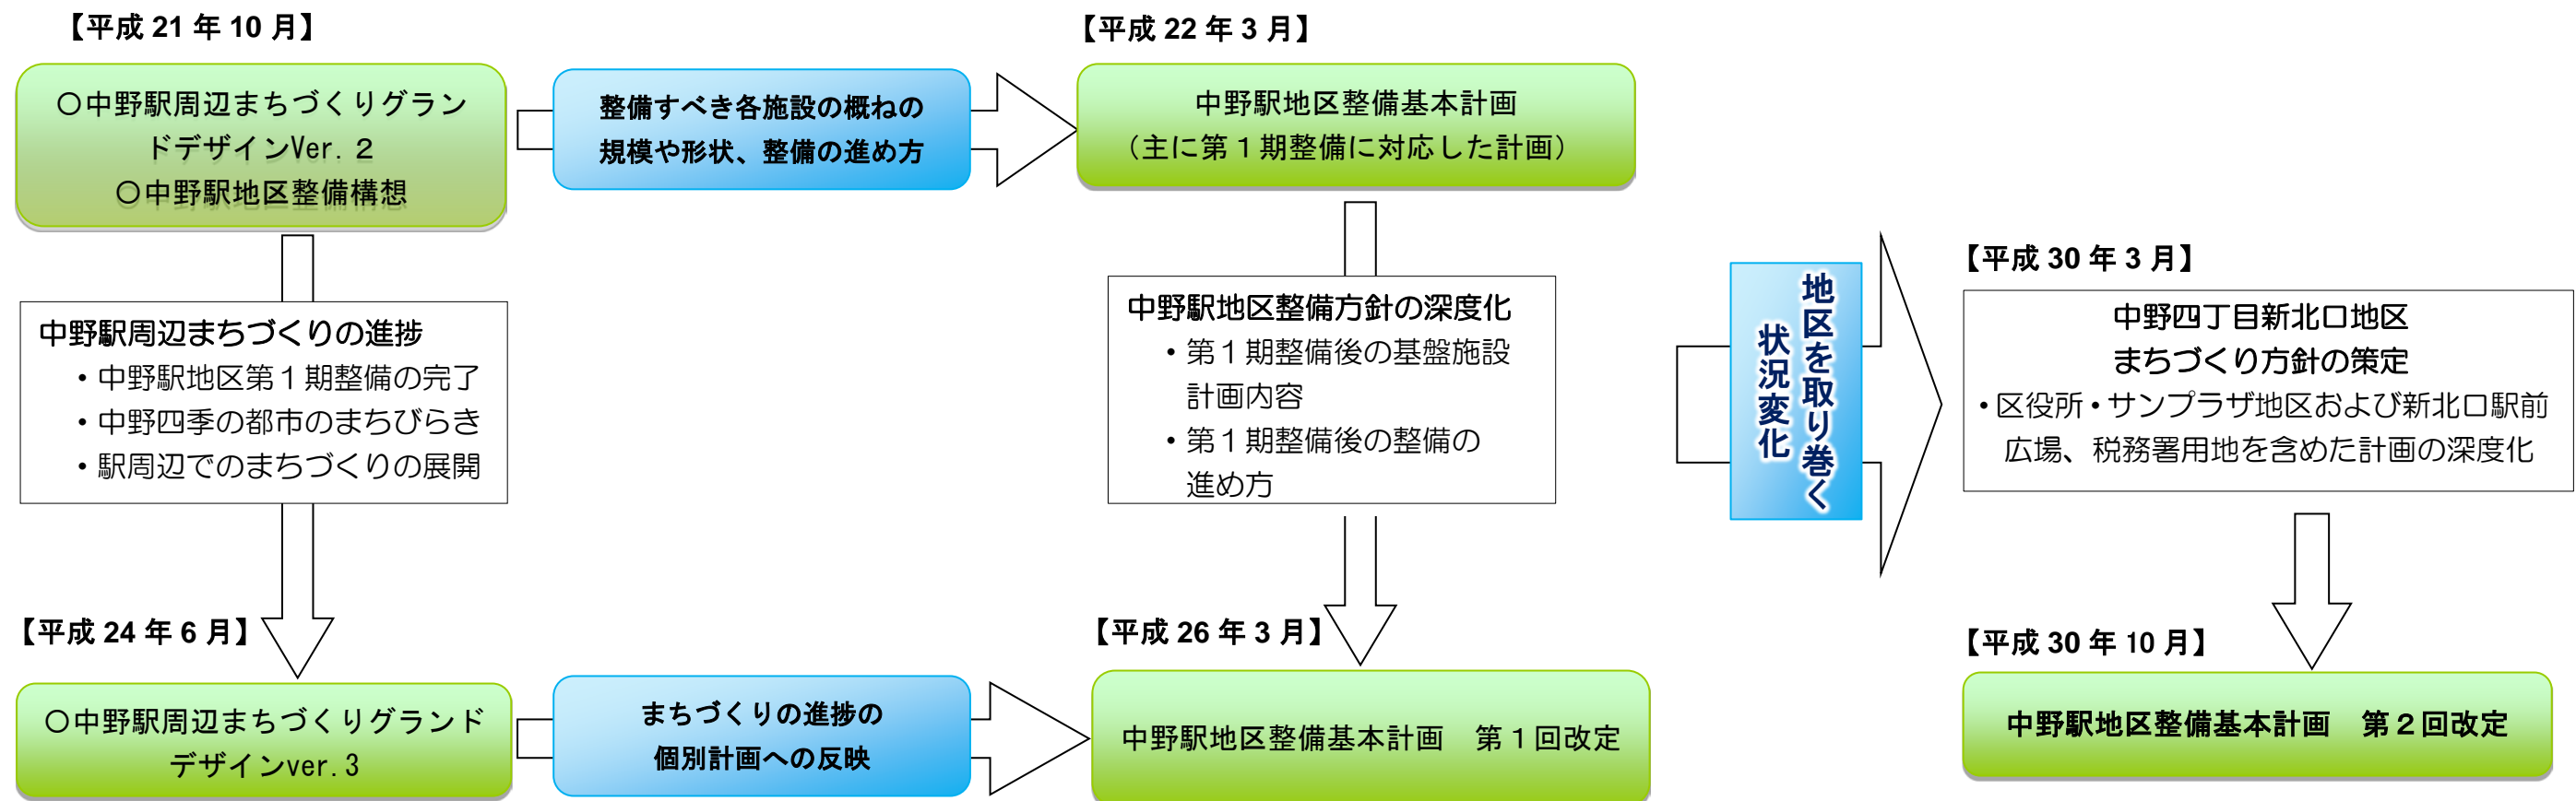 【平成 21 年 10 月】
〇中野駅周辺まちづくりグラン
ドデザインVer.２
〇中野駅地区整備構想
整備すべき各施設の概ねの
規模や形状、整備の進め方
【平成 22 年 3 月】
中野駅地区整備基本計画
（主に第１期整備に対応した計画）
中野駅周辺まちづくりの進捗
・中野駅地区第１期整備の完了
・中野四季の都市のまちびらき
・駅周辺でのまちづくりの展開
中野駅地区整備方針の深度化
・第１期整備後の基盤施設
計画内容
・第１期整備後の整備の
進め方
地区を取り巻く
状況変化
【平成 30 年 3 月】
中野四丁目新北口地区
まちづくり方針の策定
・区役所・サンプラザ地区および新北口駅前
広場、税務署用地を含めた計画の深度化
【平成 24 年 6 月】
〇中野駅周辺まちづくりグランド
デザインver.3
まちづくりの進捗の
個別計画への反映
【平成 26 年 3 月】
中野駅地区整備基本計画　第１回改定
【平成 30 年 10 月】
中野駅地区整備基本計画　第２回改定